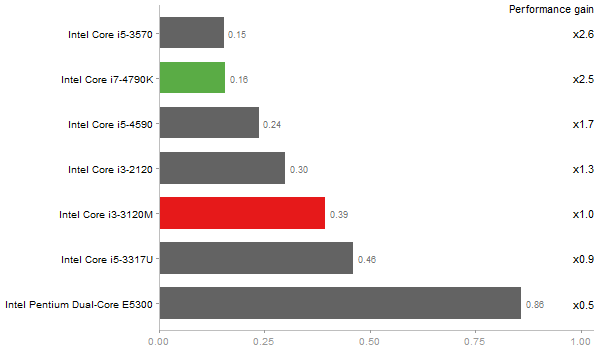 Performance gain
Intel Core i5-3570 0.15 x2.6
Intel Core i7-4790K 0.16 x2.5
Intel Core i5-4590 0.24 x1.7
Intel Core i3-2120 0.30 x1.3
Intel Core i3-3120M 0.39 x1.0
Intel Core i5-3317U 0.46 x0.9
Intel Pentium Dual-Core E5300 0.86 x0.5
0.00 0.25 0.50 0.75 1.00